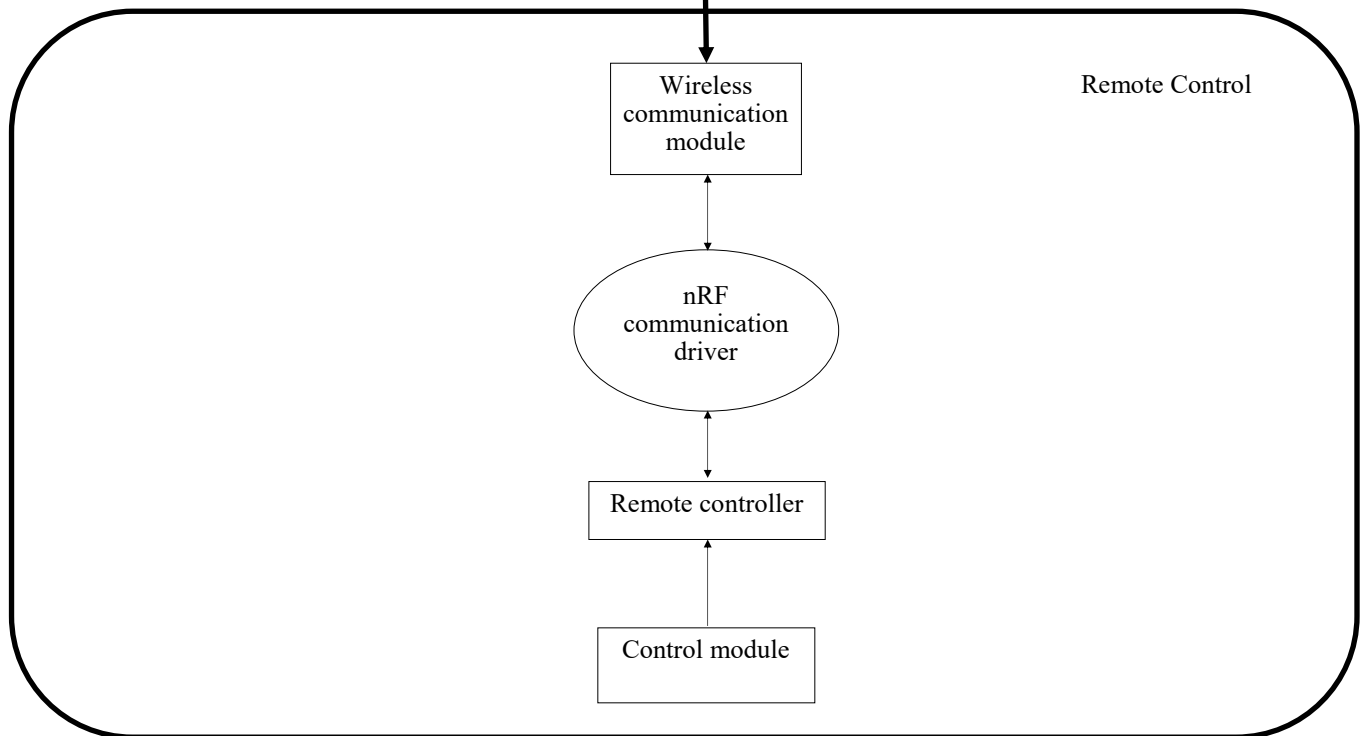 Wireless
communication
module
Remote Control
nRF
communication
driver
Remote controller
Control module